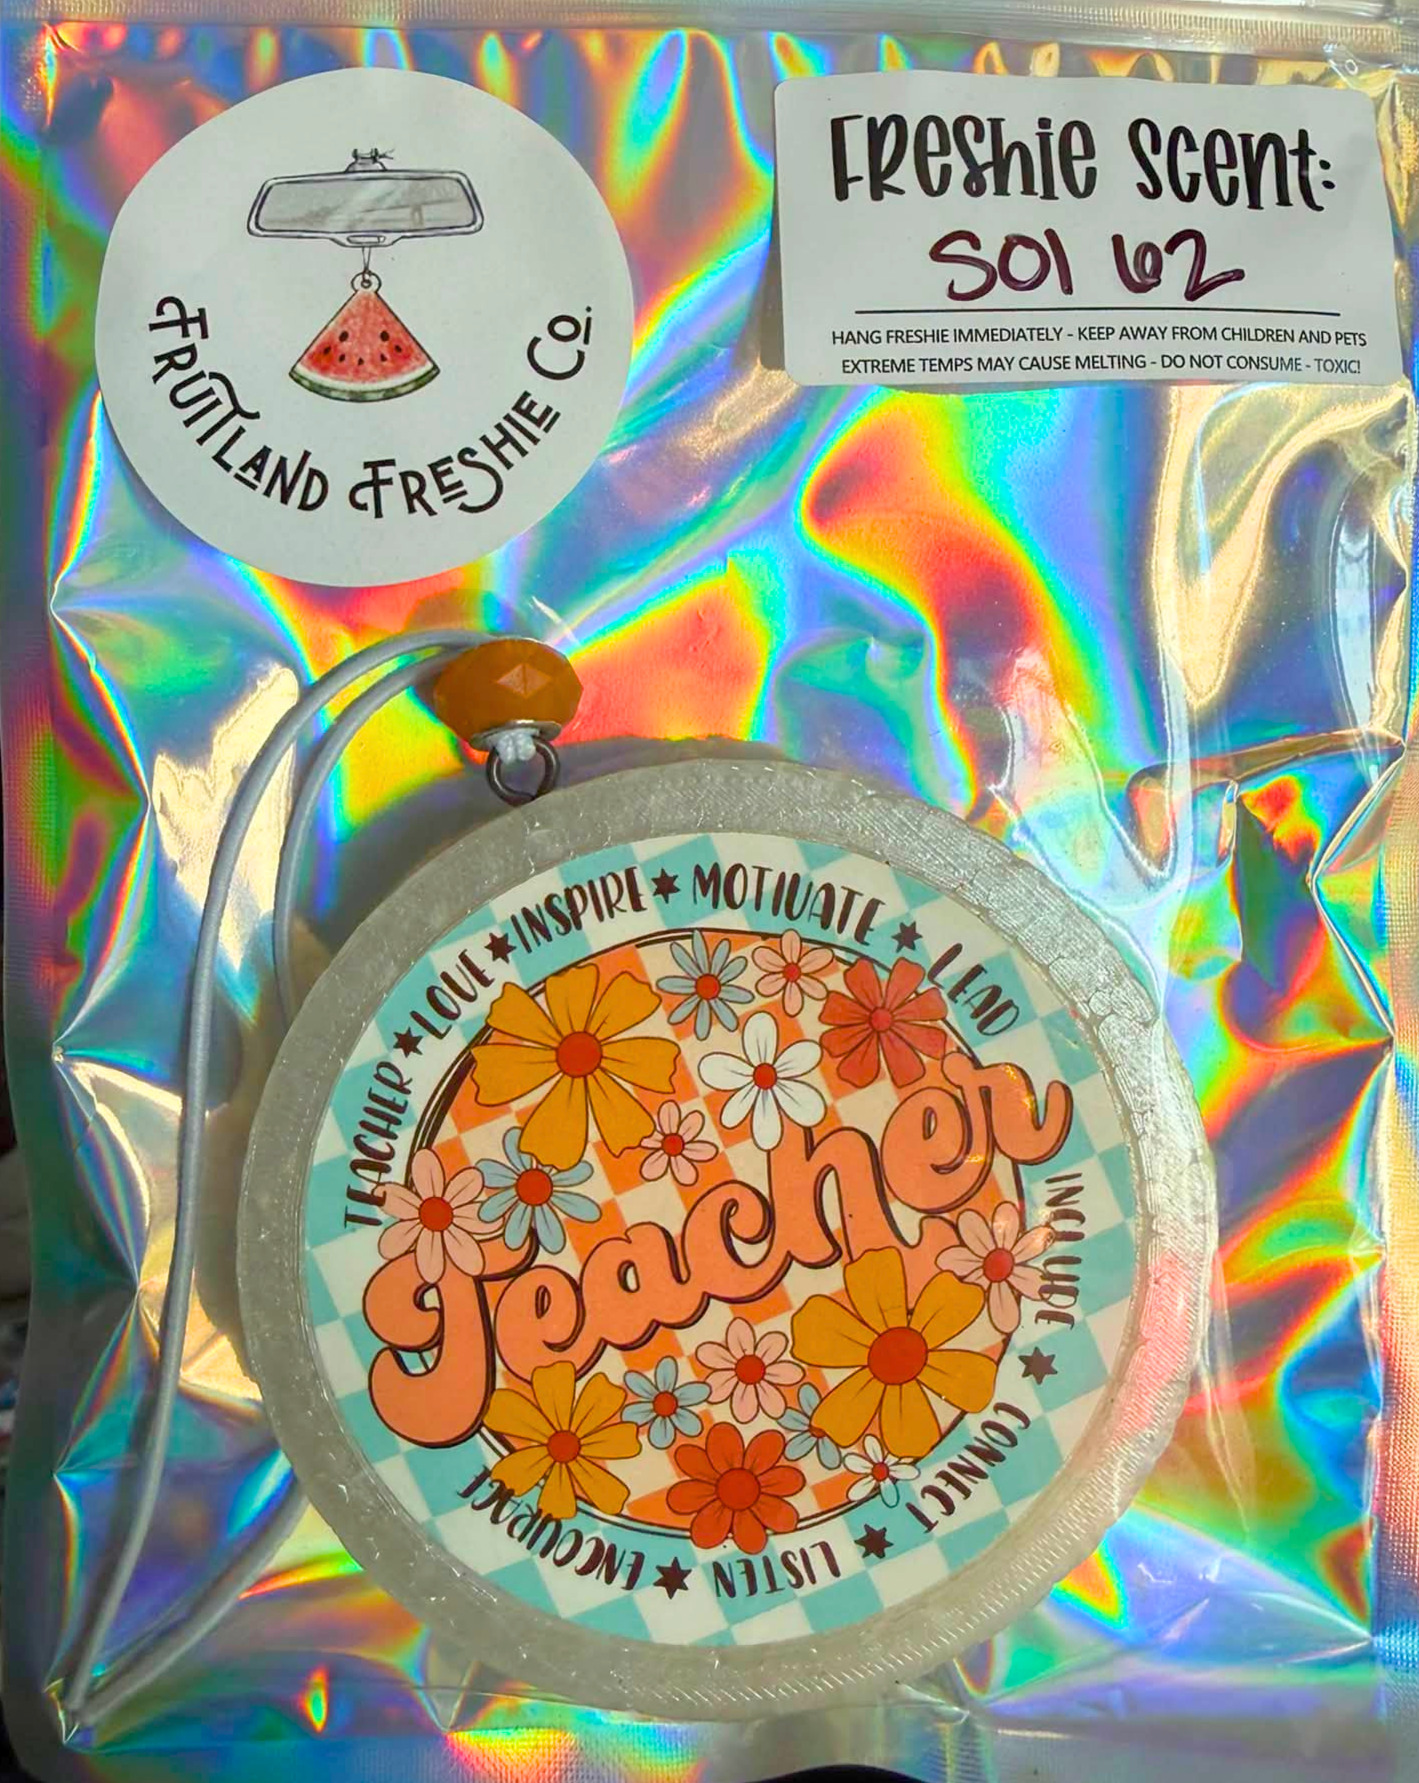 FRUITLAND FRESHIE CO.
FRESHIE SCENT:
SOl 62
HANG FRESHIE IMMEDIATELY - KEEP AWAY FROM CHILDREN AND PETS
EXTREME TEMPS MAY CAUSE MELTING - DO NOT CONSUME - TOXIC!
TEACHER ★ LOVE ★ INSPIRE ★ MOTIVATE ★ LEAD
INCLUDE ★ CONNECT ★ LISTEN ★ ENCOURAGE
Teacher